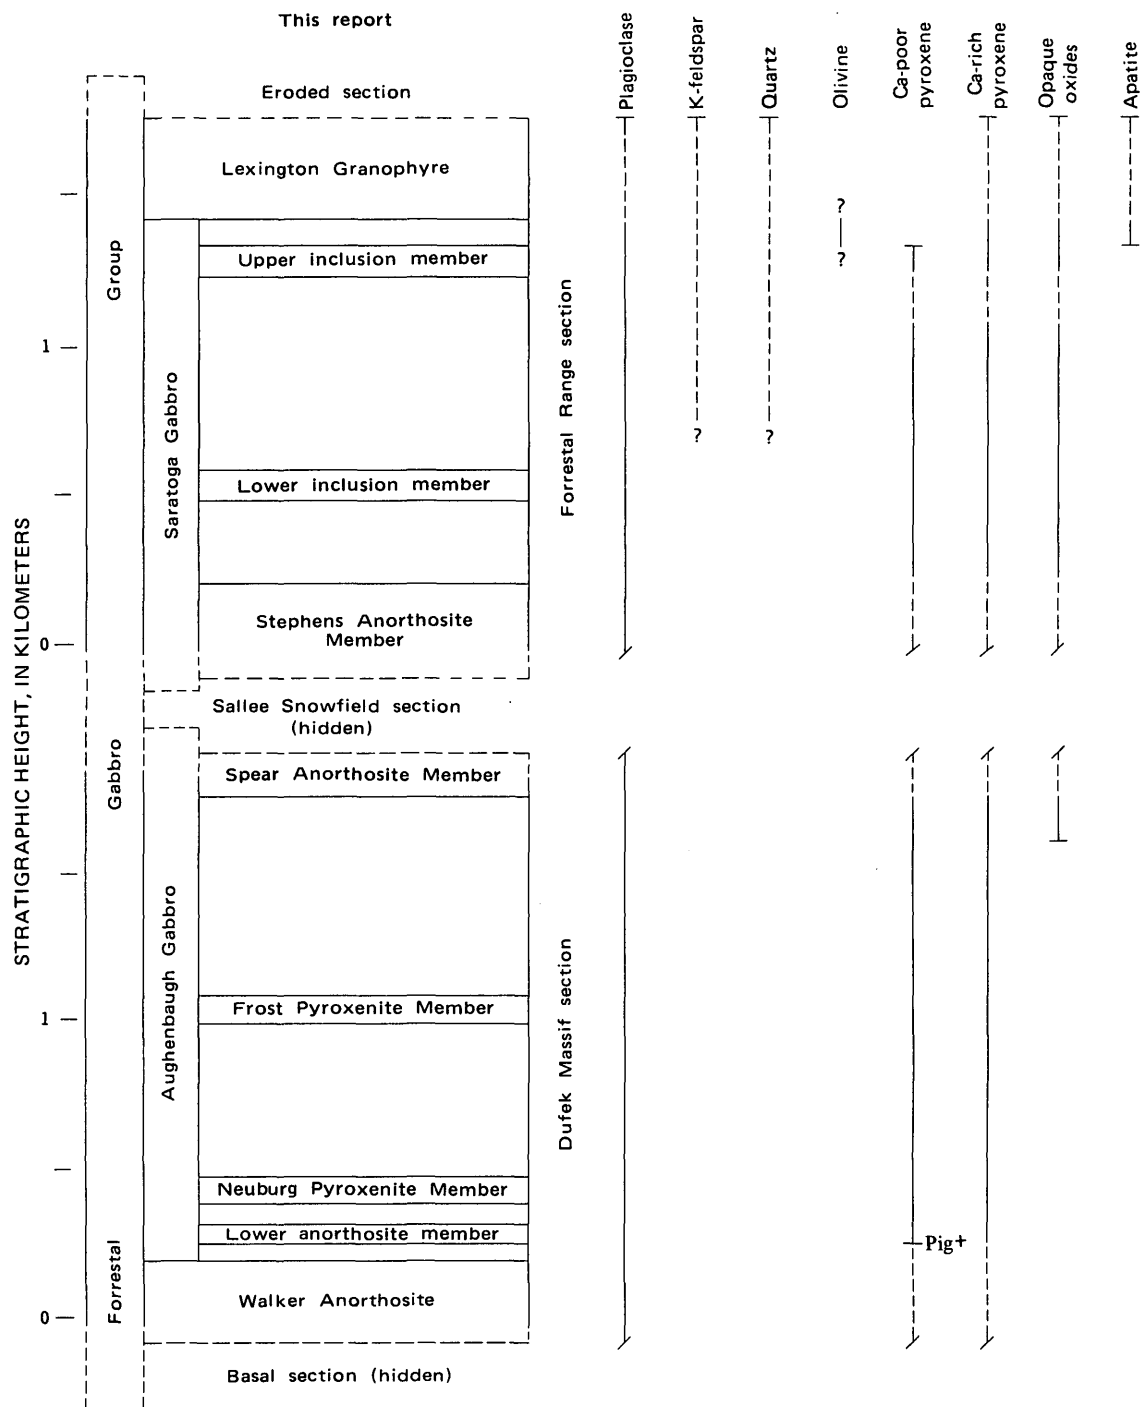 This report
Plagioclase
K-feldspar
Quartz
Olivine
Ca-poor
pyroxene
Ca-rich
pyroxene
Opaque
oxides
Apatite
Eroded section
Lexington Granophyre
?
Upper inclusion member
?
Group
1
Saratoga Gabbro
Forrestal Range section
? ?
Lower inclusion member
STRATIGRAPHIC HEIGHT, IN KILOMETERS
Stephens Anorthosite
Member
0
Sallee Snowfield section
(hidden)
Gabbro
Spear Anorthosite Member
Aughenbaugh Gabbro
Dufek Massif section
Frost Pyroxenite Member
1
Neuburg Pyroxenite Member
Lower anorthosite member
Pig+
Forrestal
Walker Anorthosite
0
Basal section (hidden)